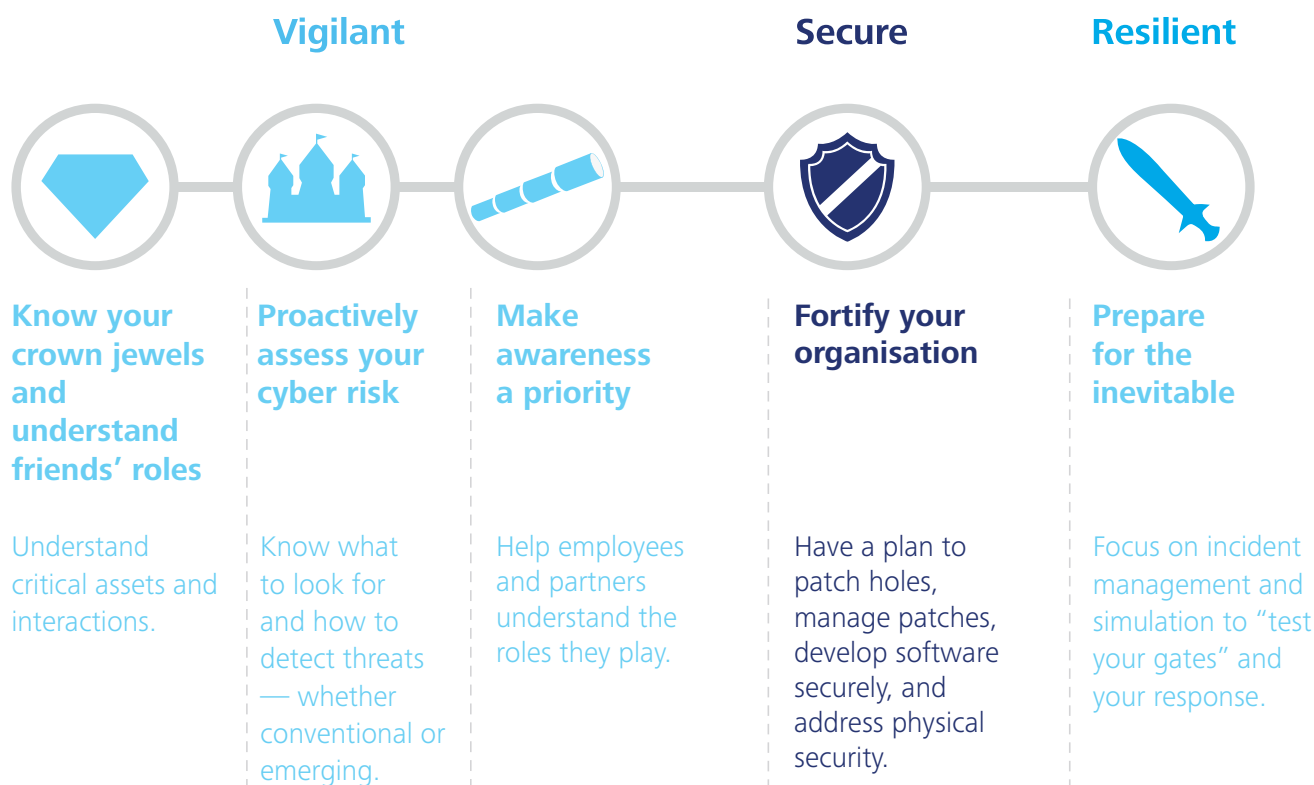 Vigilant
Secure
Resilient
Know your
crown jewels
and
understand
friends’ roles
Understand
critical assets and
interactions.
Proactively
assess your
cyber risk
Know what
to look for
and how to
detect threats
— whether
conventional or
emerging.
Make
awareness
a priority
Help employees
and partners
understand the
roles they play.
Fortify your
organisation
Have a plan to
patch holes,
manage patches,
develop software
securely, and
address physical
security.
Prepare
for the
inevitable
Focus on incident
management and
simulation to “test
your gates” and
your response.